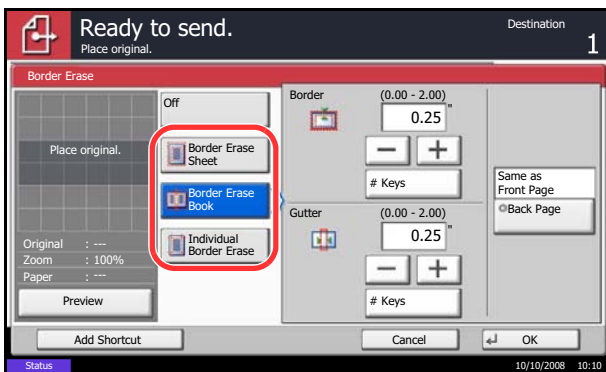 Ready to send.
Destination
Place original.
1
Border Erase
Place original.
Original : ---
Zoom : 100%
Paper : ---
Preview
Off
Border Erase
Sheet
Border Erase
Book
Individual
Border Erase
Border
(0.00 - 2.00)
0.25 "
# Keys
Gutter
(0.00 - 2.00)
0.25 "
# Keys
Same as
Front Page
Back Page
Add Shortcut
Cancel
OK
Status
10/10/2008 10:10